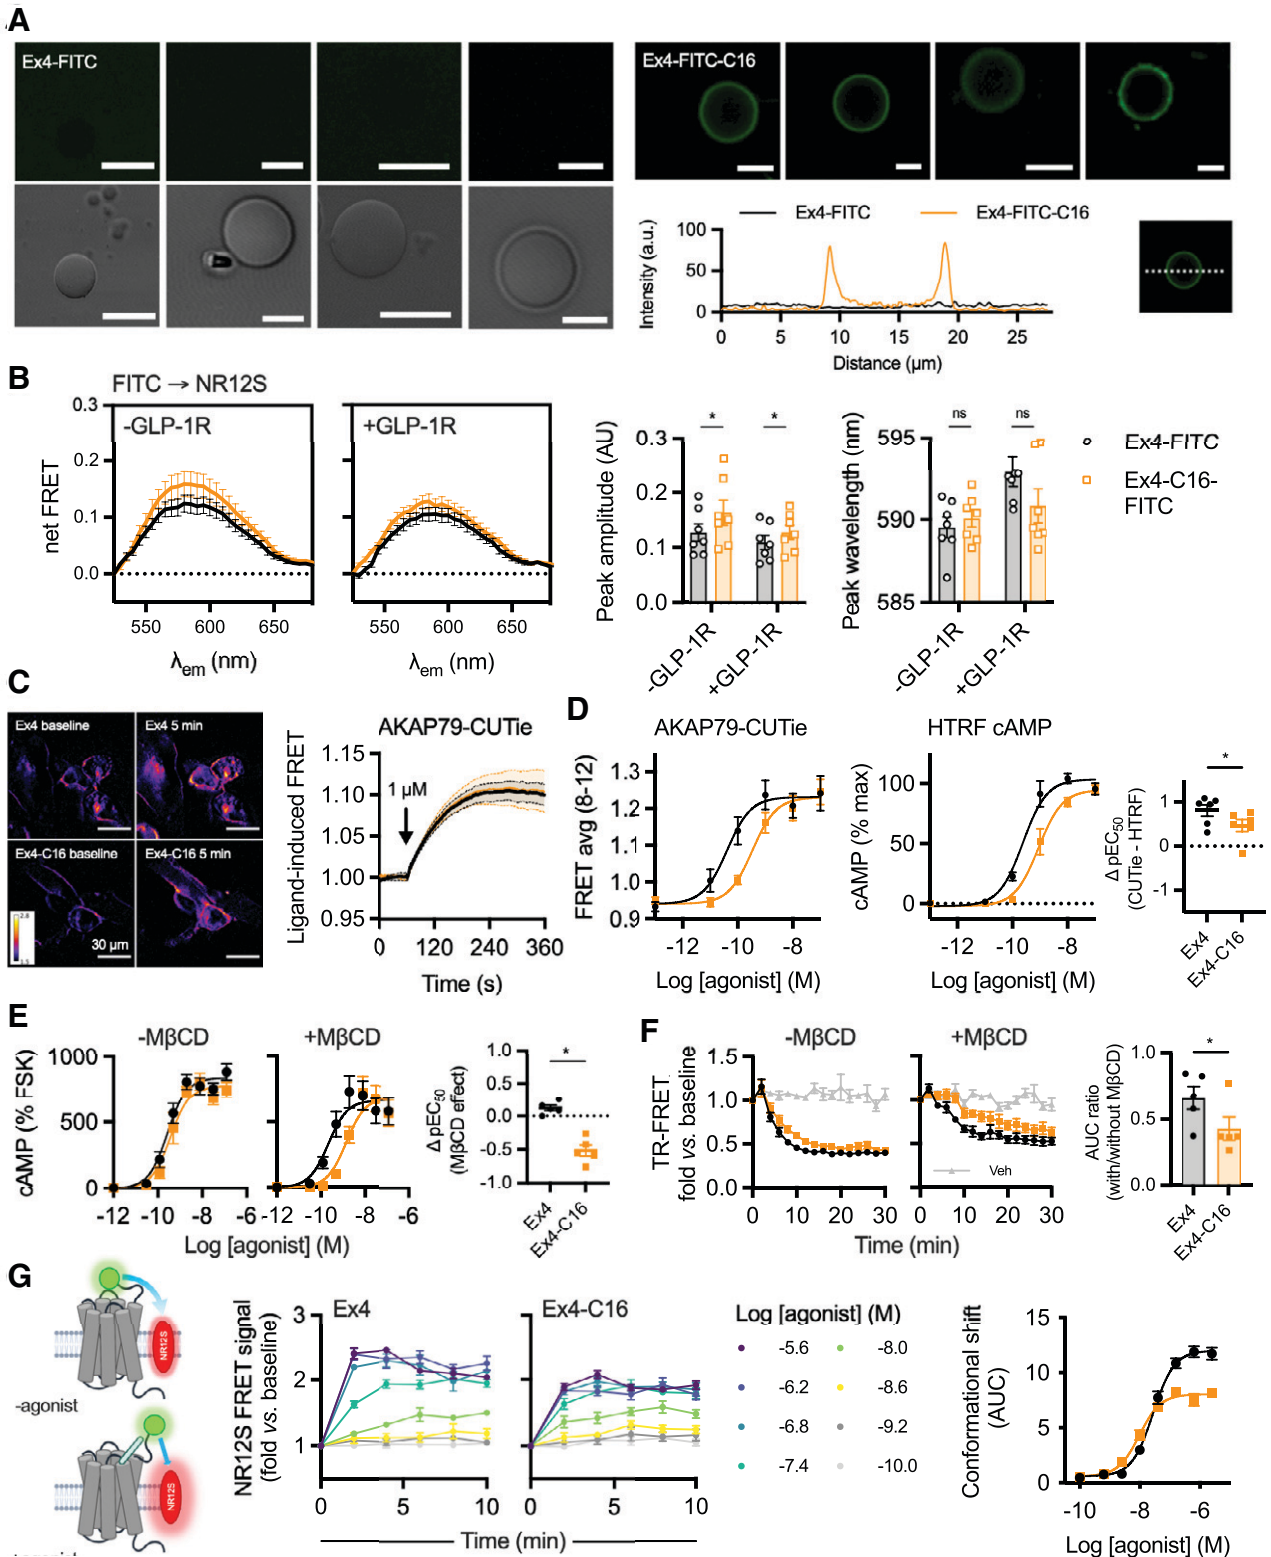 A
Ex4-FITC
Ex4-FITC-C16
Ex4-FITC
Ex4-FITC-C16
Intensity (a.u.)
100
50
0
0 5 10 15 20 25
Distance (µm)
B
FITC → NR12S
-GLP-1R
+GLP-1R
net FRET
0.3
0.2
0.1
0.0
550 600 650
550 600 650
λem (nm)
λem (nm)
Peak amplitude (AU)
0.3
0.2
0.1
0.0
* *
-GLP-1R
+GLP-1R
Peak wavelength (nm)
595
590
585
ns ns
-GLP-1R
+GLP-1R
Ex4-FITC
Ex4-C16-
FITC
C
Ex4 baseline
Ex4 5 min
Ex4-C16 baseline
Ex4-C16 5 min
2.8
1.5
30 µm
AKAP79-CUTie
Ligand-induced FRET
1.15
1.10
1.05
1.00
0.95
1 µM
0 120 240 360
Time (s)
D
AKAP79-CUTie
FRET avg (8-12)
1.3
1.2
1.1
1.0
0.9
-12 -10 -8
Log [agonist] (M)
HTRF cAMP
cAMP (% max)
100
50
0
-12 -10 -8
Log [agonist] (M)
Δ pEC50
(CUTie - HTRF)
1
0
-1
*
Ex4
Ex4-C16
E
-MβCD
+MβCD
cAMP (% FSK)
1000
500
0
-12 -10 -8 -6
-12 -10 -8 -6
Log [agonist] (M)
Δ pEC50
(MβCD effect)
1.0
0.5
0.0
-0.5
-1.0
*
Ex4
Ex4-C16
F
-MβCD
+MβCD
TR-FRET
fold vs. baseline
1.5
1.0
0.5
0.0
Veh
0 10 20 30
0 10 20 30
Time (min)
AUC ratio
(with/without MβCD)
1.0
0.5
0.0
*
Ex4
Ex4-C16
G
NR12S
-agonist
NR12S
NR12S FRET signal
(fold vs. baseline)
3
2
1
Ex4
Ex4-C16
0 5 10
0 5 10
Time (min)
Log [agonist] (M)
-5.6 -8.0
-6.2 -8.6
-6.8 -9.2
-7.4 -10.0
Conformational shift
(AUC)
15
10
5
0
-10 -8 -6
Log [agonist] (M)